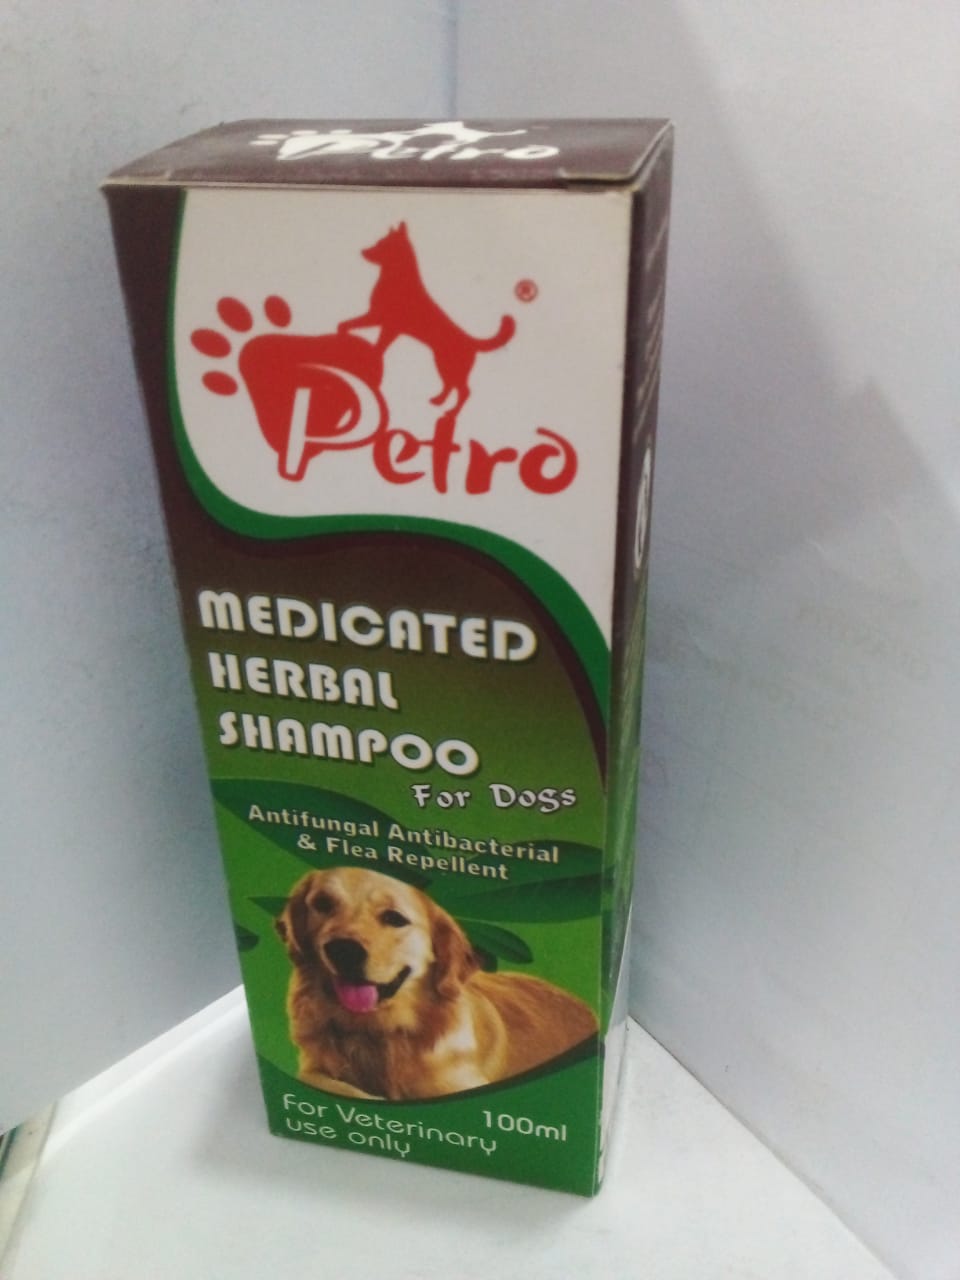 Petro
Petro
®
MEDICATED
HERBAL
SHAMPOO
For Dogs
Antifungal Antibacterial
& Flea Repellent
For Veterinary
use only
100ml